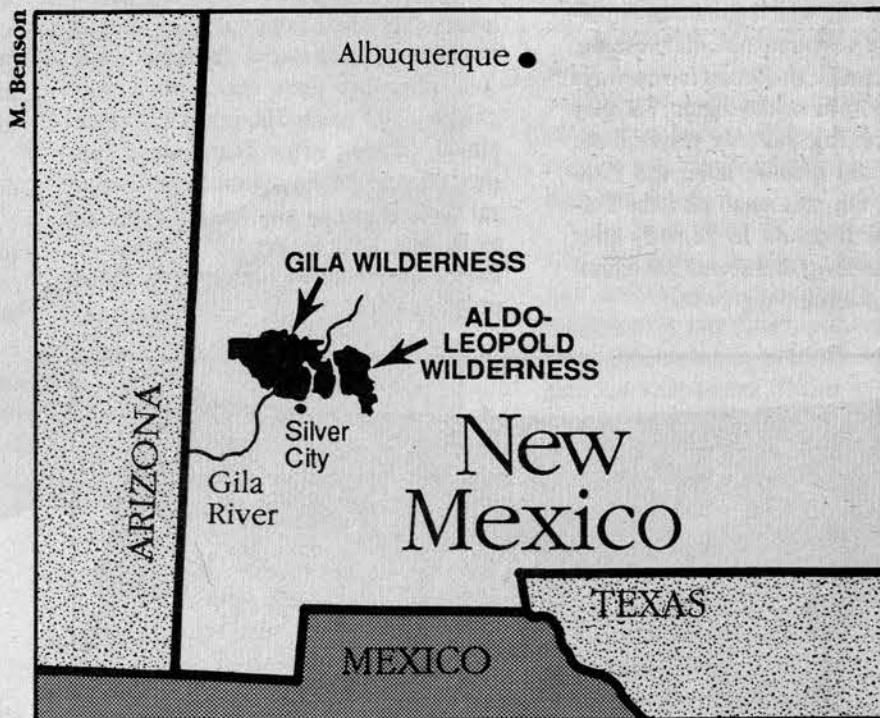 M. Benson
Albuquerque
GILA WILDERNESS
ALDO-
LEOPOLD
WILDERNESS
ARIZONA
Silver
City
Gila
River
New
Mexico
TEXAS
MEXICO